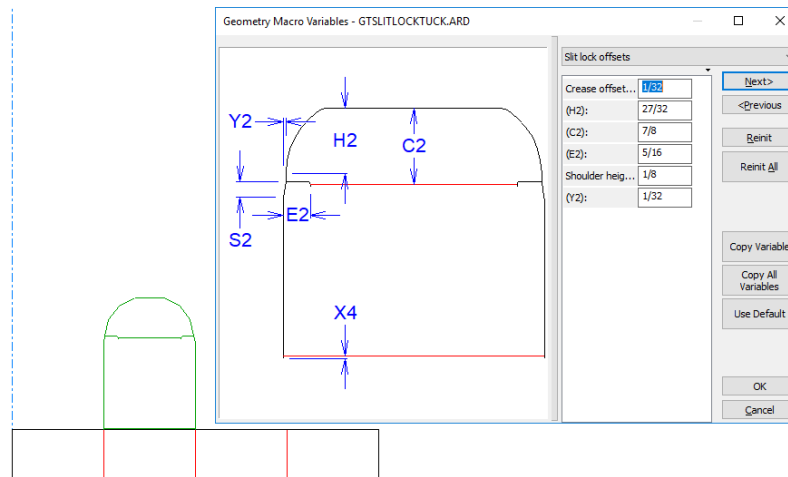 Geometry Macro Variables - GTSLITLOCKTUCK.ARD
Slit lock offsets
Crease offset... 1/32
(H2): 27/32
(C2): 7/8
(E2): 5/16
Shoulder heig... 1/8
(Y2): 1/32
Next>
<Previous
Reinit
Reinit All
Copy Variable
Copy All
Variables
Use Default
OK
Cancel
Y2
H2
C2
E2
S2
X4